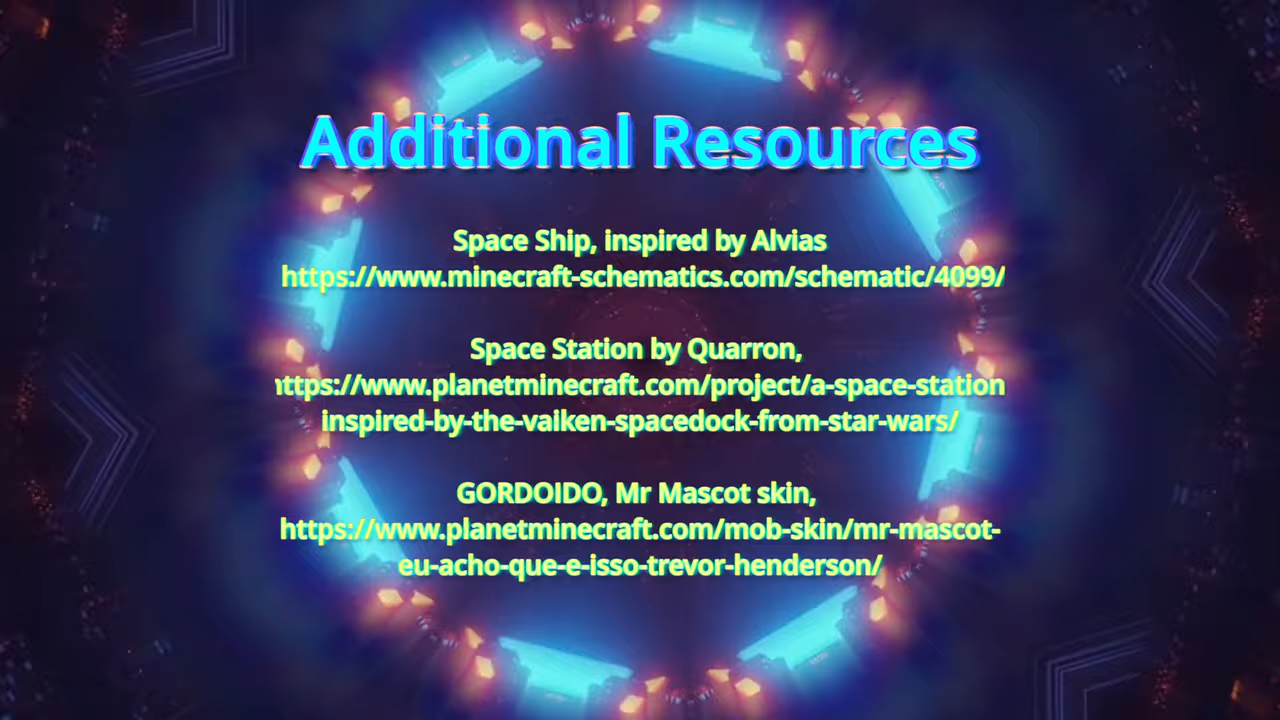 Additional Resources
Space Ship, inspired by Alvias
https://www.minecraft-schematics.com/schematic/4099/
Space Station by Quarron,
https://www.planetminecraft.com/project/a-space-station
inspired-by-the-vaiken-spacedock-from-star-wars/
GORDOIDO, Mr Mascot skin,
https://www.planetminecraft.com/mob-skin/mr-mascot-
eu-acho-que-e-isso-trevor-henderson/